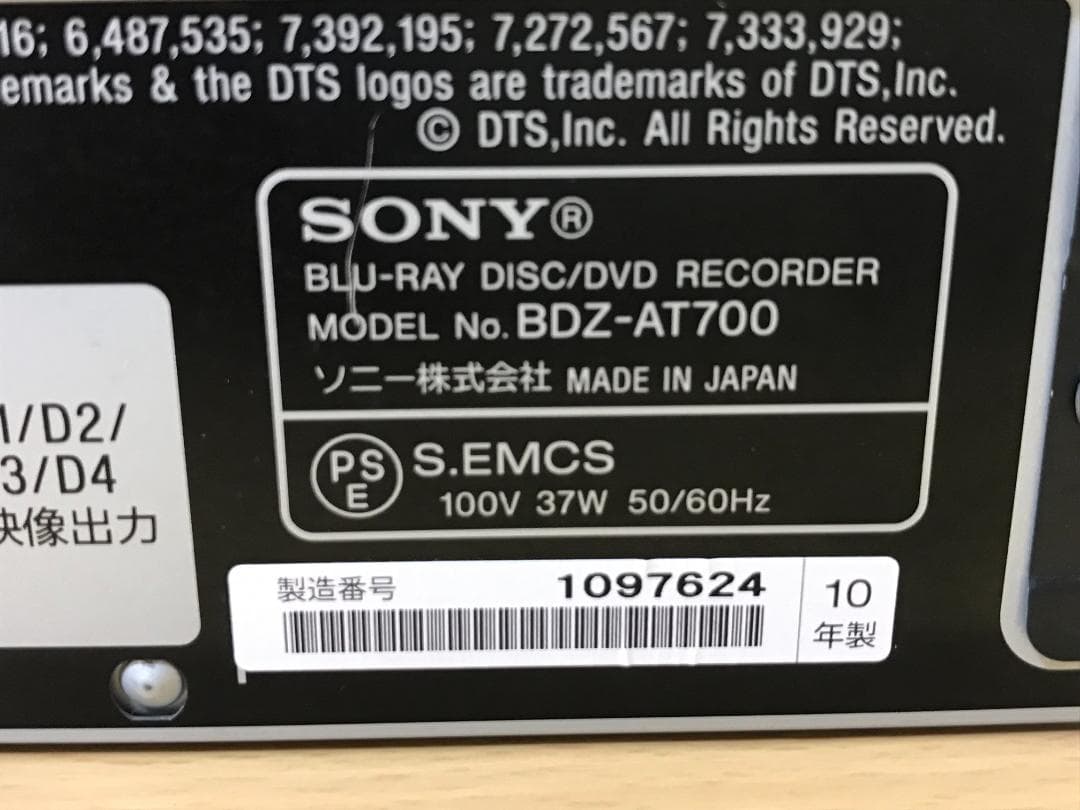 16; 6,487,535; 7,392,195; 7,272,567; 7,333,929;
emarks & the DTS logos are trademarks of DTS,Inc.
© DTS,Inc. All Rights Reserved.
SONY®
BLU-RAY DISC/DVD RECORDER
MODEL No. BDZ-AT700
ソニー株式会社 MADE IN JAPAN
PSE S.EMCS
100V 37W 50/60Hz
1/D2/
3/D4
映像出力
製造番号 1097624
10
年製